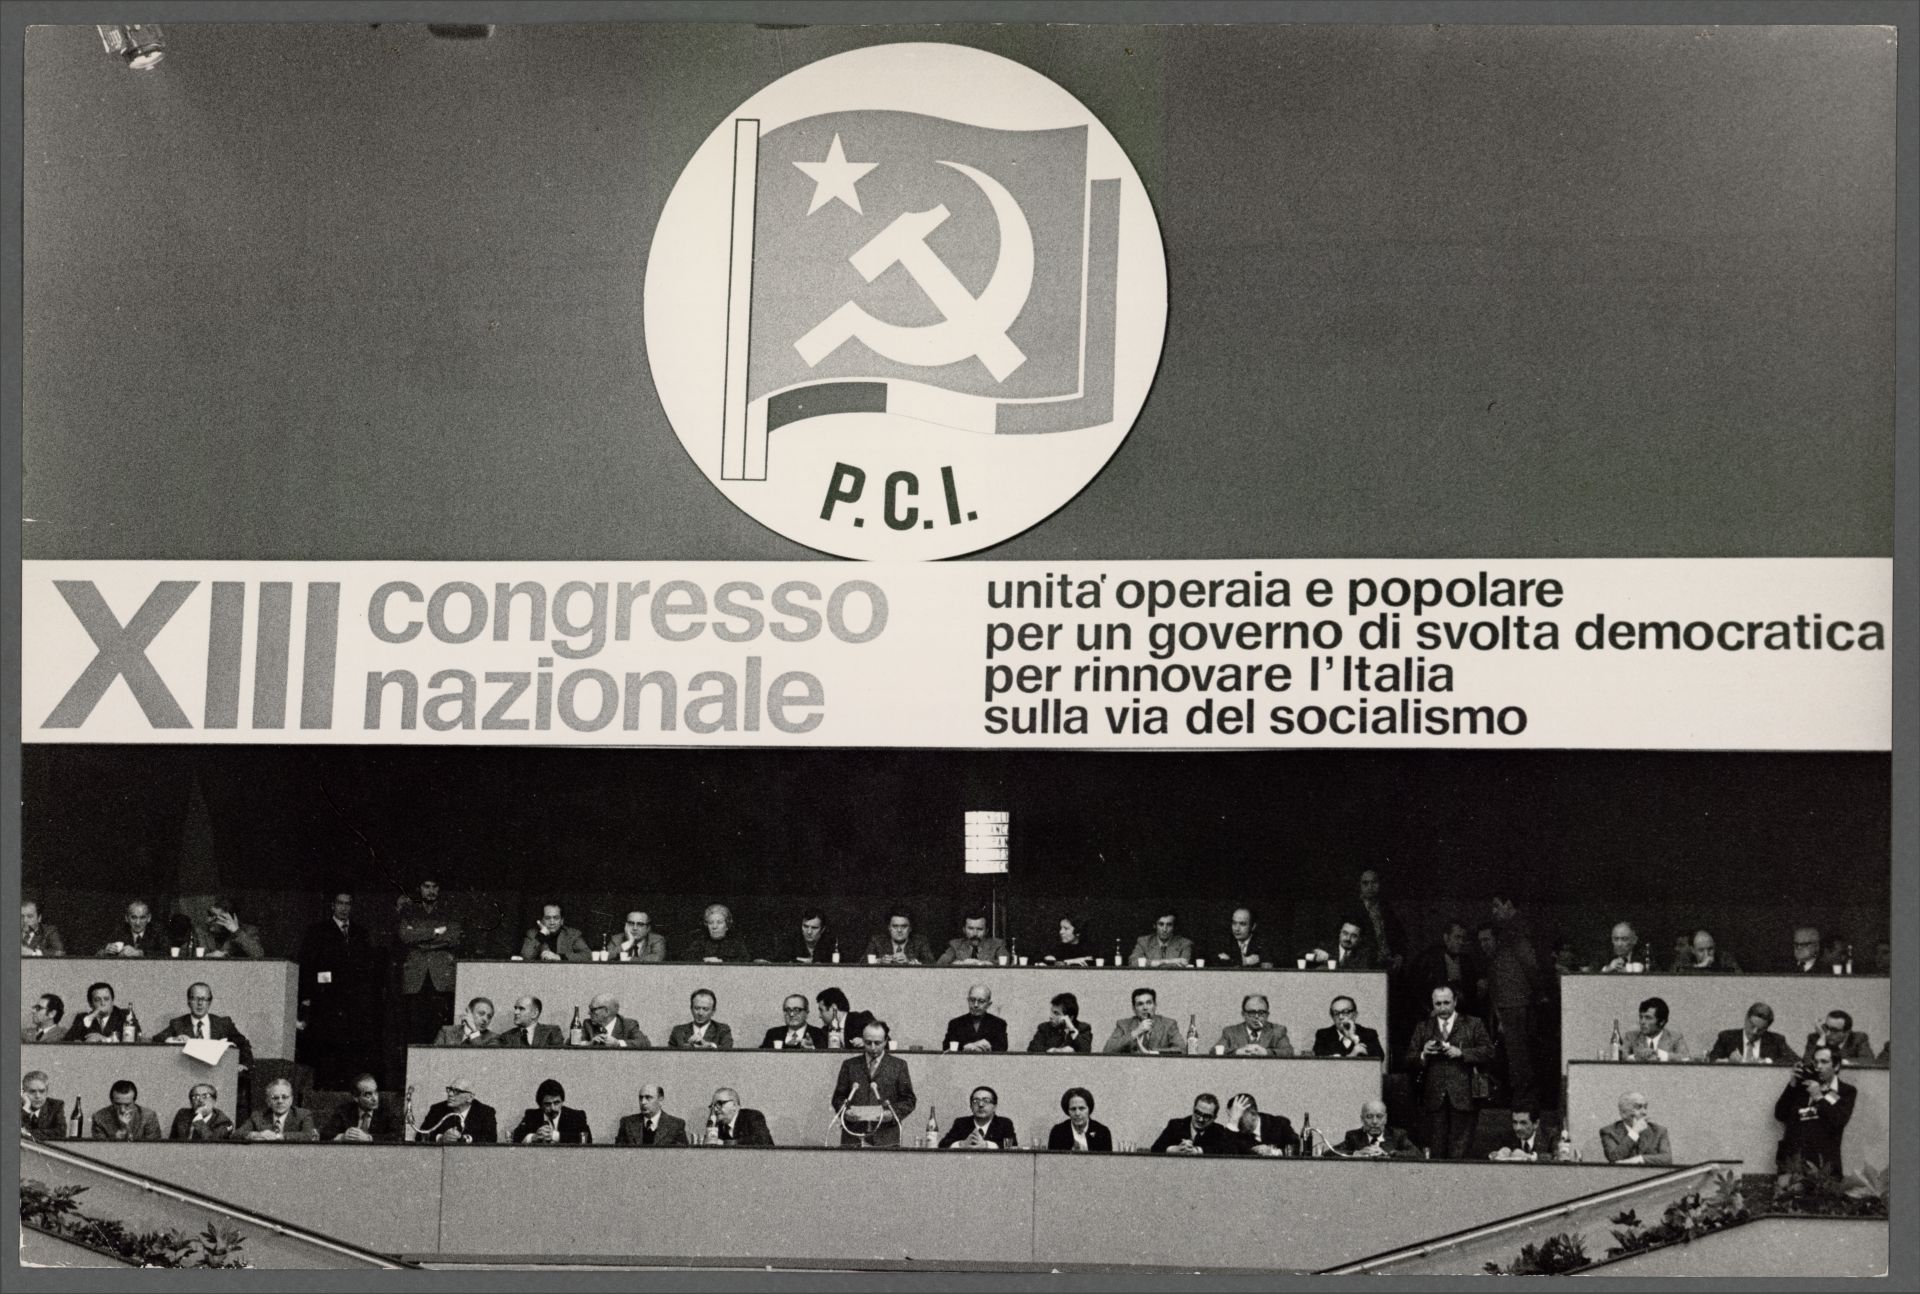 P.C.I.
XIII congresso
nazionale
unita' operaia e popolare
per un governo di svolta democratica
per rinnovare l'Italia
sulla via del socialismo